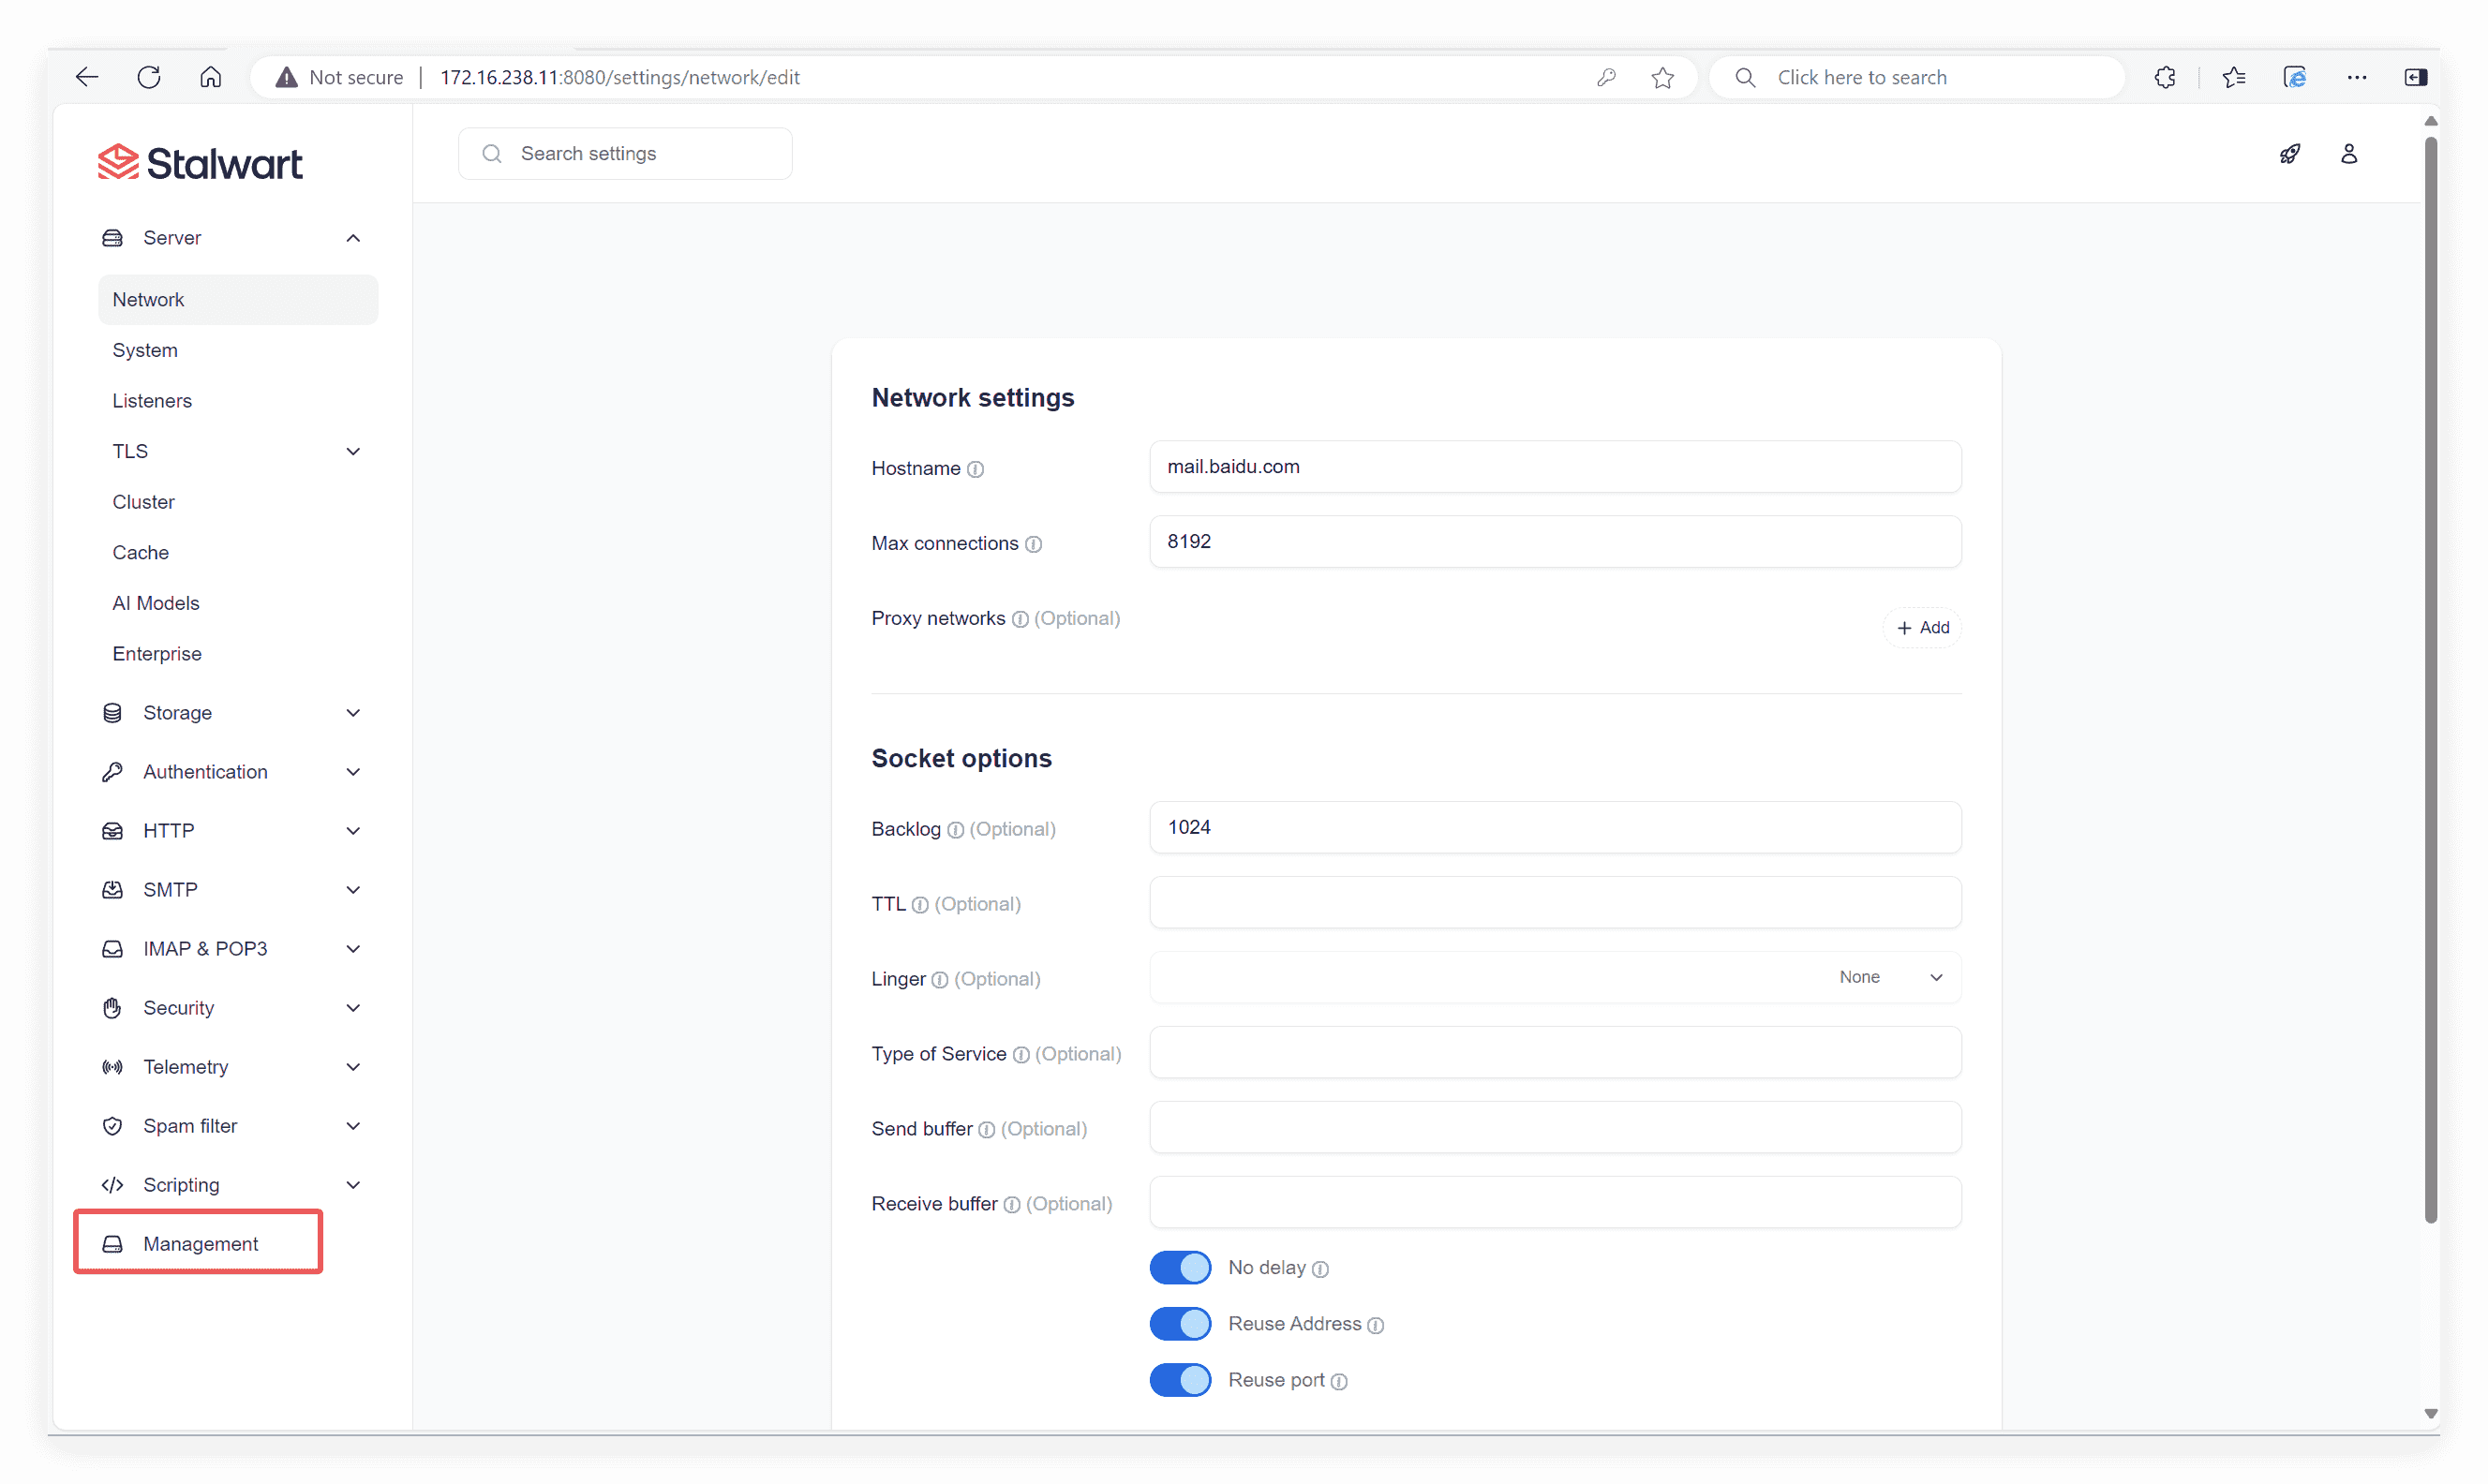 Not secure | 172.16.238.11:8080/settings/network/edit
Click here to search
Stalwart
Search settings
Server
Network
System
Listeners
TLS
Cluster
Cache
AI Models
Enterprise
Storage
Authentication
HTTP
SMTP
IMAP & POP3
Security
Telemetry
Spam filter
Scripting
Management
Network settings
Hostname mail.baidu.com
Max connections 8192
Proxy networks (Optional) + Add
Socket options
Backlog (Optional) 1024
TTL (Optional)
Linger (Optional) None
Type of Service (Optional)
Send buffer (Optional)
Receive buffer (Optional)
No delay
Reuse Address
Reuse port